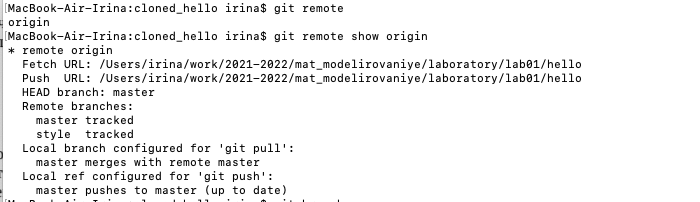 [MacBook-Air-Irina:cloned_hello irina$ git remote
origin
[MacBook-Air-Irina:cloned_hello irina$ git remote show origin
* remote origin
  Fetch URL: /Users/irina/work/2021-2022/mat_modelirovaniye/laboratory/lab01/hello
  Push  URL: /Users/irina/work/2021-2022/mat_modelirovaniye/laboratory/lab01/hello
  HEAD branch: master
  Remote branches:
    master tracked
    style  tracked
  Local branch configured for 'git pull':
    master merges with remote master
  Local ref configured for 'git push':
    master pushes to master (up to date)